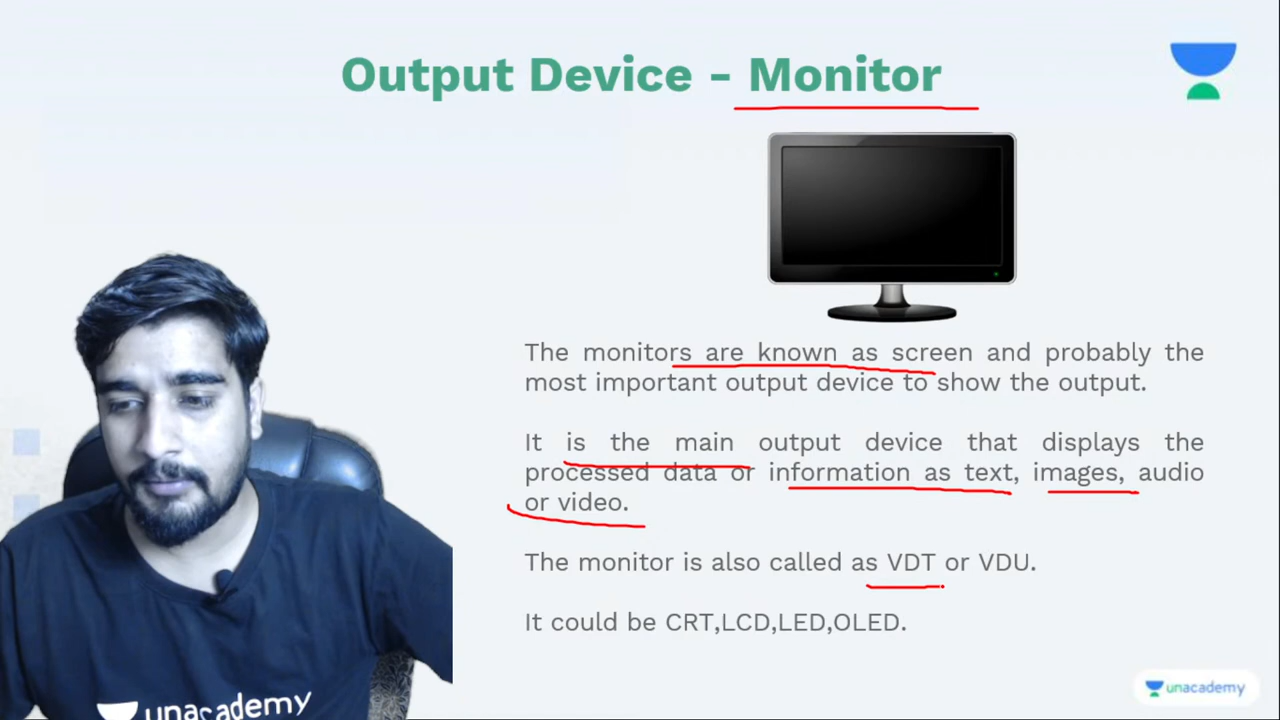 Output Device - Monitor
The monitors are known as screen and probably the
most important output device to show the output.
It is the main output device that displays the
processed data or information as text, images, audio
or video.
The monitor is also called as VDT or VDU.
It could be CRT,LCD,LED,OLED.
unacademy
unacademy